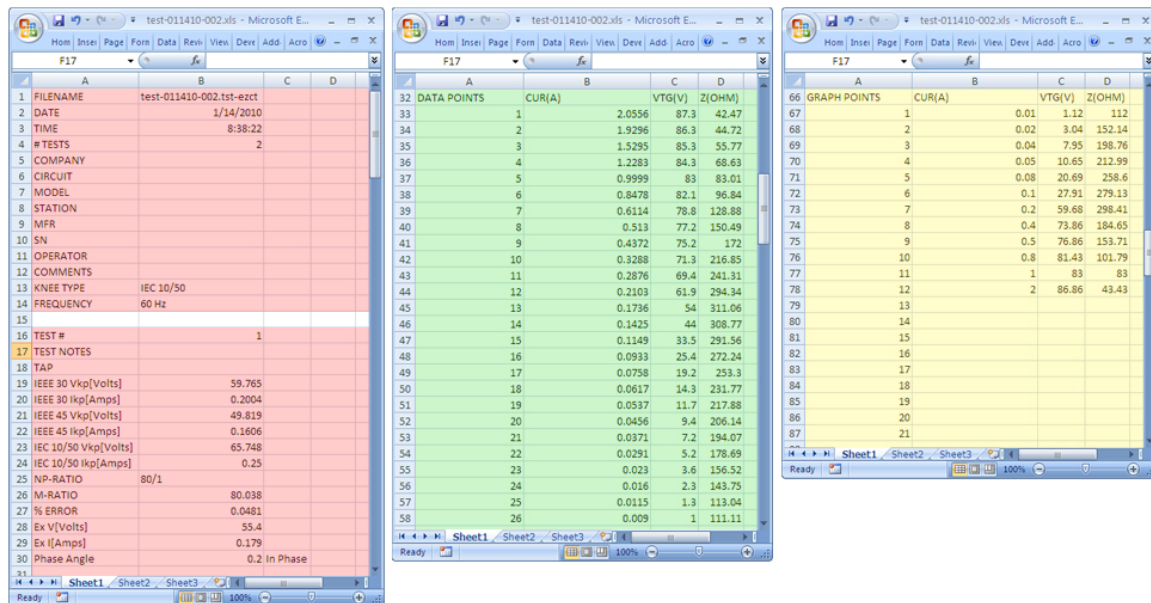 test-011410-002.xls - Microsoft E...
Hom Inser Page Forn Data Revi View Deve Add- Acro
F17 fx
A B C D
1 FILENAME test-011410-002.tst-ezct
2 DATE 1/14/2010
3 TIME 8:38:22
4 # TESTS 2
5 COMPANY
6 CIRCUIT
7 MODEL
8 STATION
9 MFR
10 SN
11 OPERATOR
12 COMMENTS
13 KNEE TYPE IEC 10/50
14 FREQUENCY 60 Hz
15
16 TEST # 1
17 TEST NOTES
18 TAP
19 IEEE 30 Vkp[Volts] 59.765
20 IEEE 30 Ikp[Amps] 0.2004
21 IEEE 45 Vkp[Volts] 49.819
22 IEEE 45 Ikp[Amps] 0.1606
23 IEC 10/50 Vkp[Volts] 65.748
24 IEC 10/50 Ikp[Amps] 0.25
25 NP-RATIO 80/1
26 M-RATIO 80.038
27 % ERROR 0.0481
28 Ex V[Volts] 55.4
29 Ex I[Amps] 0.179
30 Phase Angle 0.2 In Phase
31
Sheet1 Sheet2 Sheet3
Ready 100%
test-011410-002.xls - Microsoft E...
Hom Inser Page Forn Data Revi View Deve Add- Acro
F17 fx
A B C D
32 DATA POINTS CUR(A) VTG(V) Z(OHM)
33 1 2.0556 87.3 42.47
34 2 1.9296 86.3 44.72
35 3 1.5295 85.3 55.77
36 4 1.2283 84.3 68.63
37 5 0.9999 83 83.01
38 6 0.8478 82.1 96.84
39 7 0.6114 78.8 128.88
40 8 0.513 77.2 150.49
41 9 0.4372 75.2 172
42 10 0.3288 71.3 216.85
43 11 0.2876 69.4 241.31
44 12 0.2103 61.9 294.34
45 13 0.1736 54 311.06
46 14 0.1425 44 308.77
47 15 0.1149 33.5 291.56
48 16 0.0933 25.4 272.24
49 17 0.0758 19.2 253.3
50 18 0.0617 14.3 231.77
51 19 0.0537 11.7 217.88
52 20 0.0456 9.4 206.14
53 21 0.0371 7.2 194.07
54 22 0.0291 5.2 178.69
55 23 0.023 3.6 156.52
56 24 0.016 2.3 143.75
57 25 0.0115 1.3 113.04
58 26 0.009 1 111.11
Sheet1 Sheet2 Sheet3
Ready 100%
test-011410-002.xls - Microsoft E...
Hom Inser Page Forn Data Revi View Deve Add- Acro
F17 fx
A B C D
66 GRAPH POINTS CUR(A) VTG(V) Z(OHM)
67 1 0.01 1.12 112
68 2 0.02 3.04 152.14
69 3 0.04 7.95 198.76
70 4 0.05 10.65 212.99
71 5 0.08 20.69 258.6
72 6 0.1 27.91 279.13
73 7 0.2 59.68 298.41
74 8 0.4 73.86 184.65
75 9 0.5 76.86 153.71
76 10 0.8 81.43 101.79
77 11 1 83 83
78 12 2 86.86 43.43
79 13
80 14
81 15
82 16
83 17
84 18
85 19
86 20
87 21
Sheet1 Sheet2 Sheet3
Ready 100%